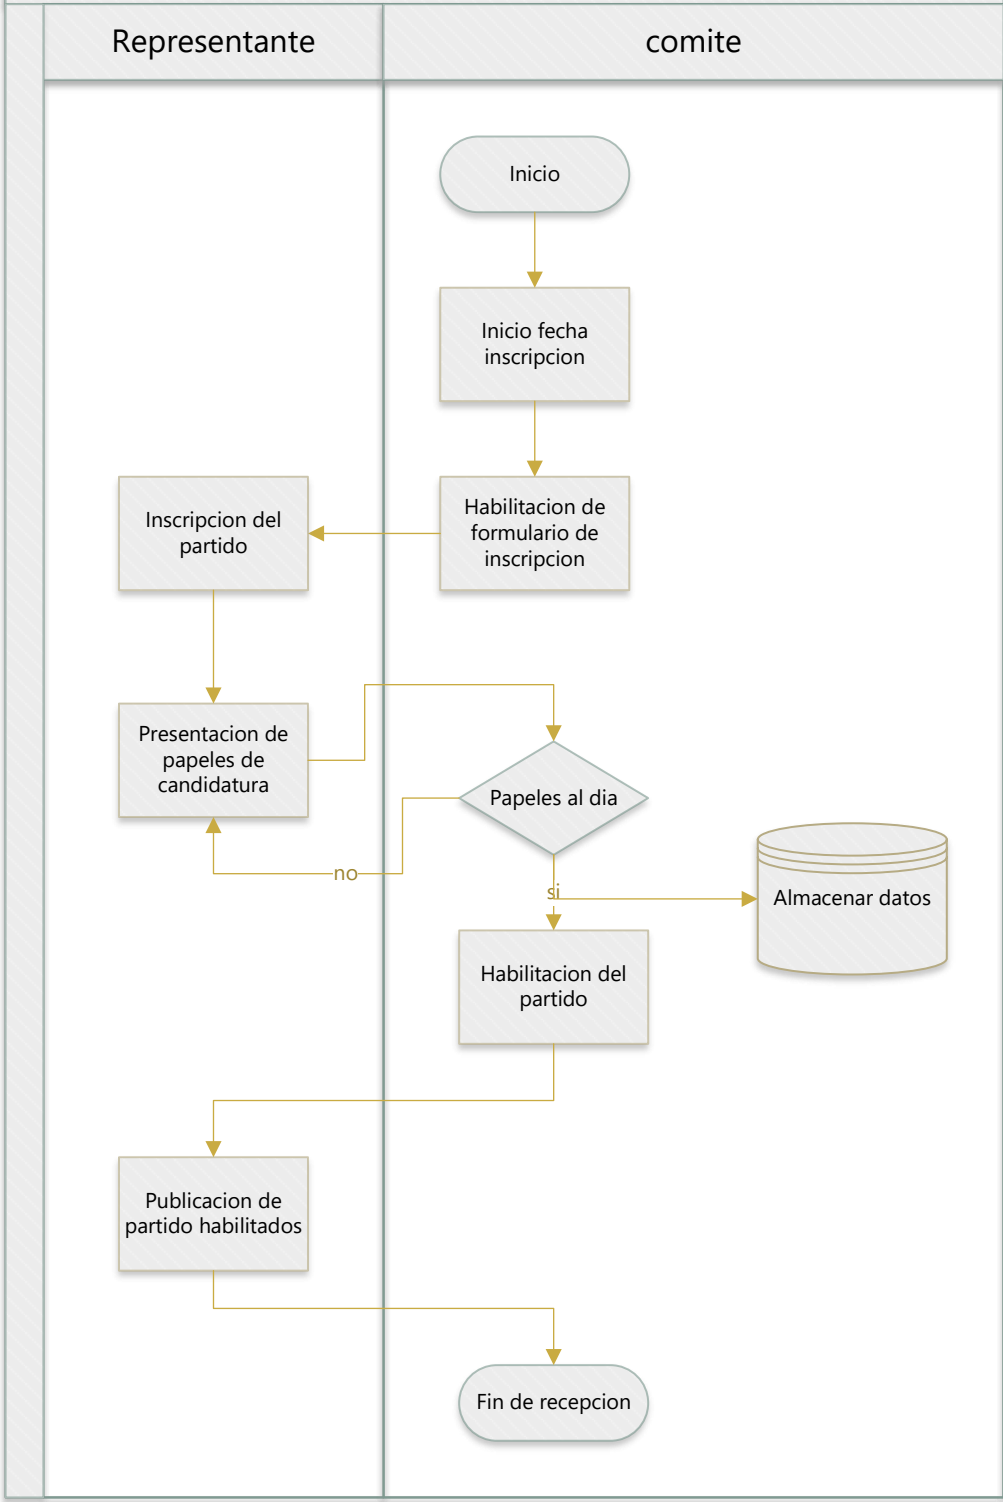 Representante
comite
Inicio
Inicio fecha
inscripcion
Habilitacion de
formulario de
inscripcion
Inscripcion del
partido
Presentacion de
papeles de
candidatura
Papeles al dia
no
si
Almacenar datos
Habilitacion del
partido
Publicacion de
partido habilitados
Fin de recepcion